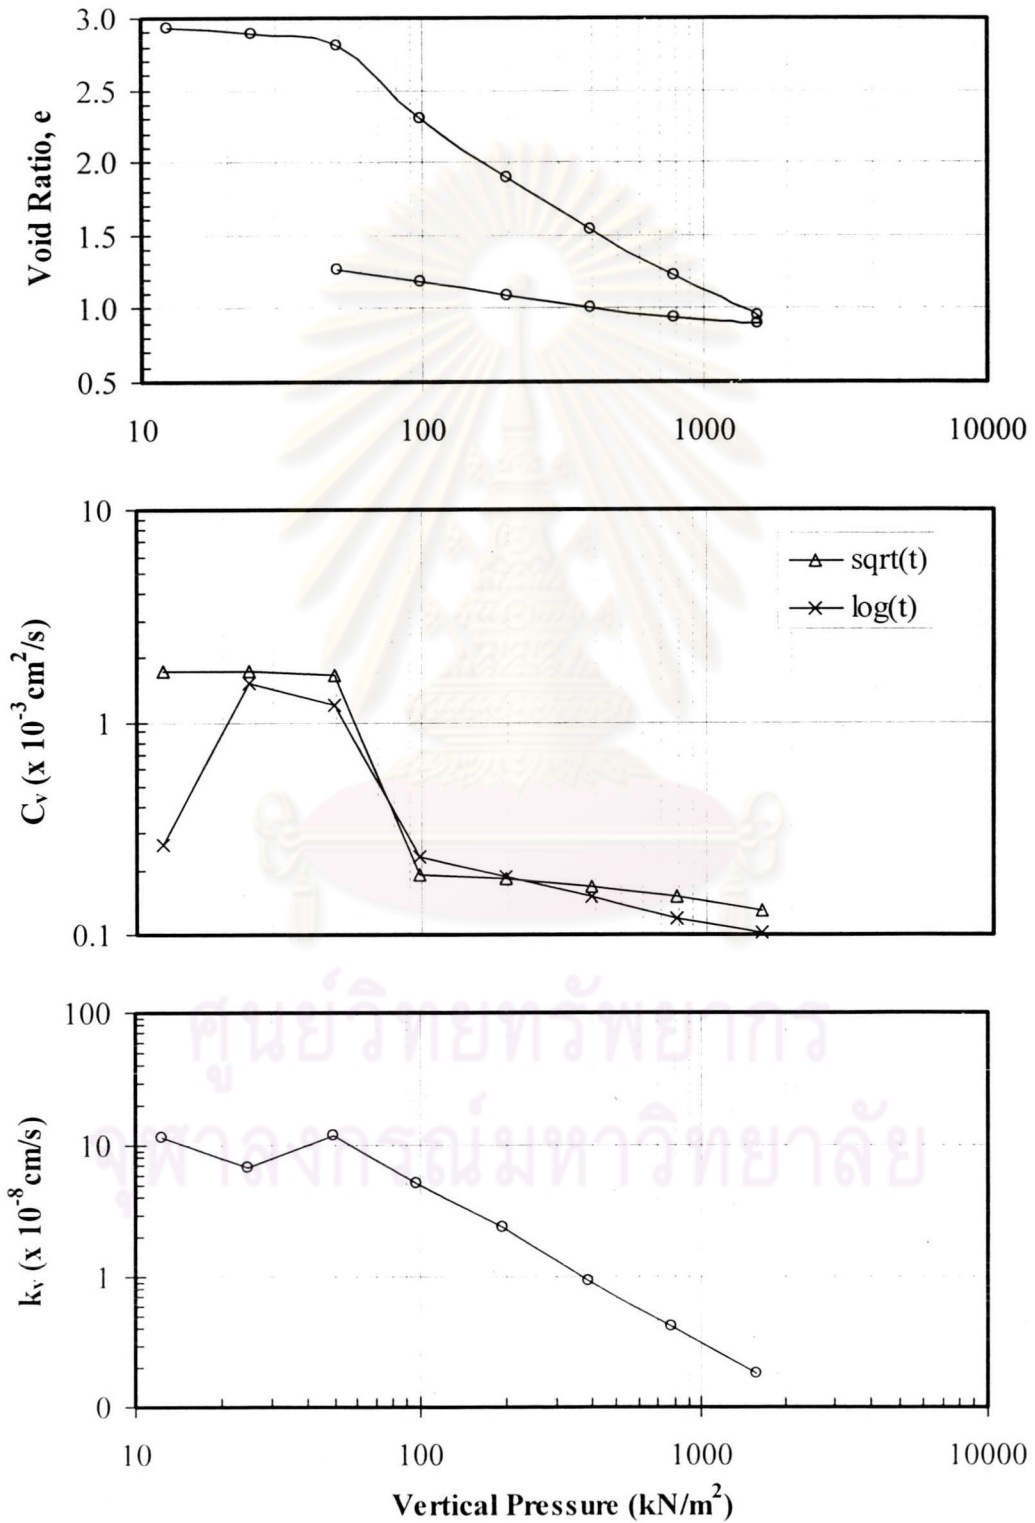 3.0
2.5
2.0
1.5
1.0
0.5
Void Ratio, e
10 100 1000 10000
10
1
0.1
Cv (x 10⁻³ cm²/s)
sqrt(t)
log(t)
100
10
1
0
kv (x 10⁻⁸ cm/s)
10 100 1000 10000
Vertical Pressure (kN/m²)
ศูนย์วิทยทรัพยากร
จุฬาลงกรณ์มหาวิทยาลัย